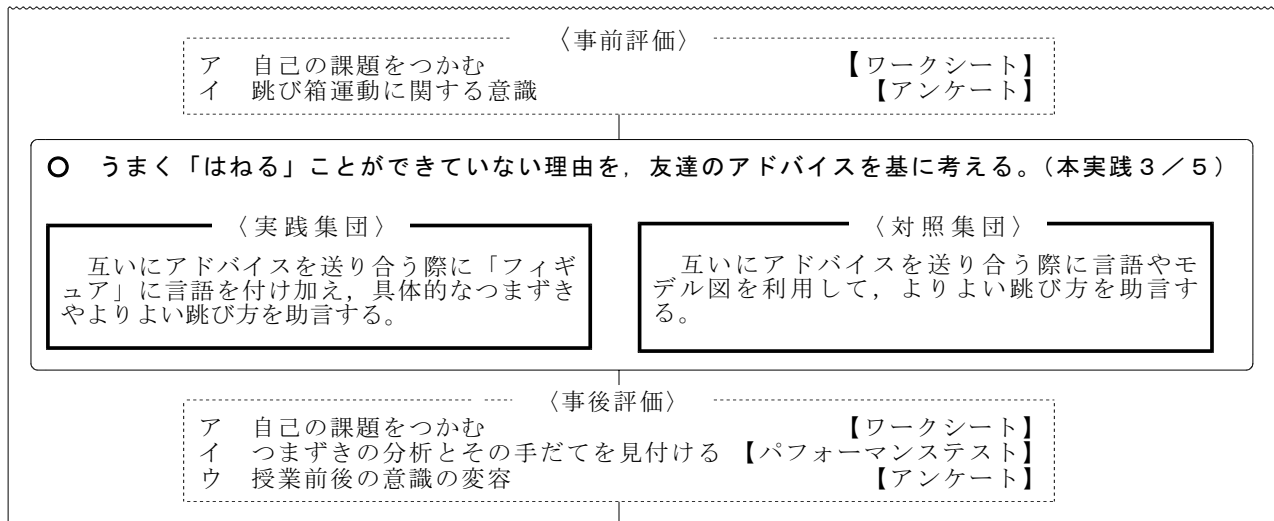 〈事前評価〉
ア　自己の課題をつかむ　【ワークシート】
イ　跳び箱運動に関する意識　【アンケート】
○　うまく「はねる」ことができていない理由を，友達のアドバイスを基に考える。（本実践３／５）
〈実践集団〉
互いにアドバイスを送り合う際に「フィギ
ュア」に言語を付け加え，具体的なつまずき
やよりよい跳び方を助言する。
〈対照集団〉
互いにアドバイスを送り合う際に言語やモ
デル図を利用して，よりよい跳び方を助言す
る。
〈事後評価〉
ア　自己の課題をつかむ　【ワークシート】
イ　つまずきの分析とその手だてを見付ける　【パフォーマンステスト】
ウ　授業前後の意識の変容　【アンケート】